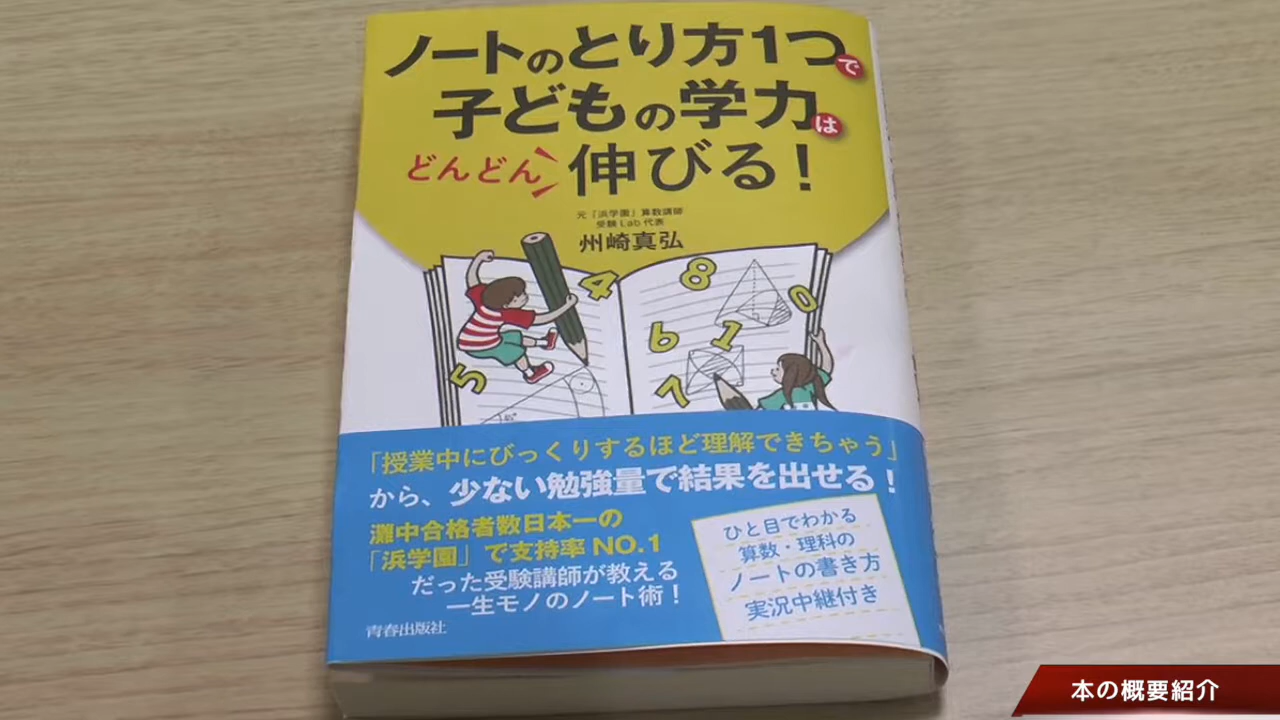 ノートのとり方1つで
子どもの学力は
どんどん伸びる!
元「浜学園」算数講師
受験Lab代表
州崎真弘
4
8
0
6
1
5
7
「授業中にびっくりするほど理解できちゃう」
から、少ない勉強量で結果を出せる!
灘中合格者数日本一の
「浜学園」で支持率NO.1
だった受験講師が教える
一生モノのノート術!
ひと目でわかる
算数・理科の
ノートの書き方
実況中継付き
青春出版社
本の概要紹介